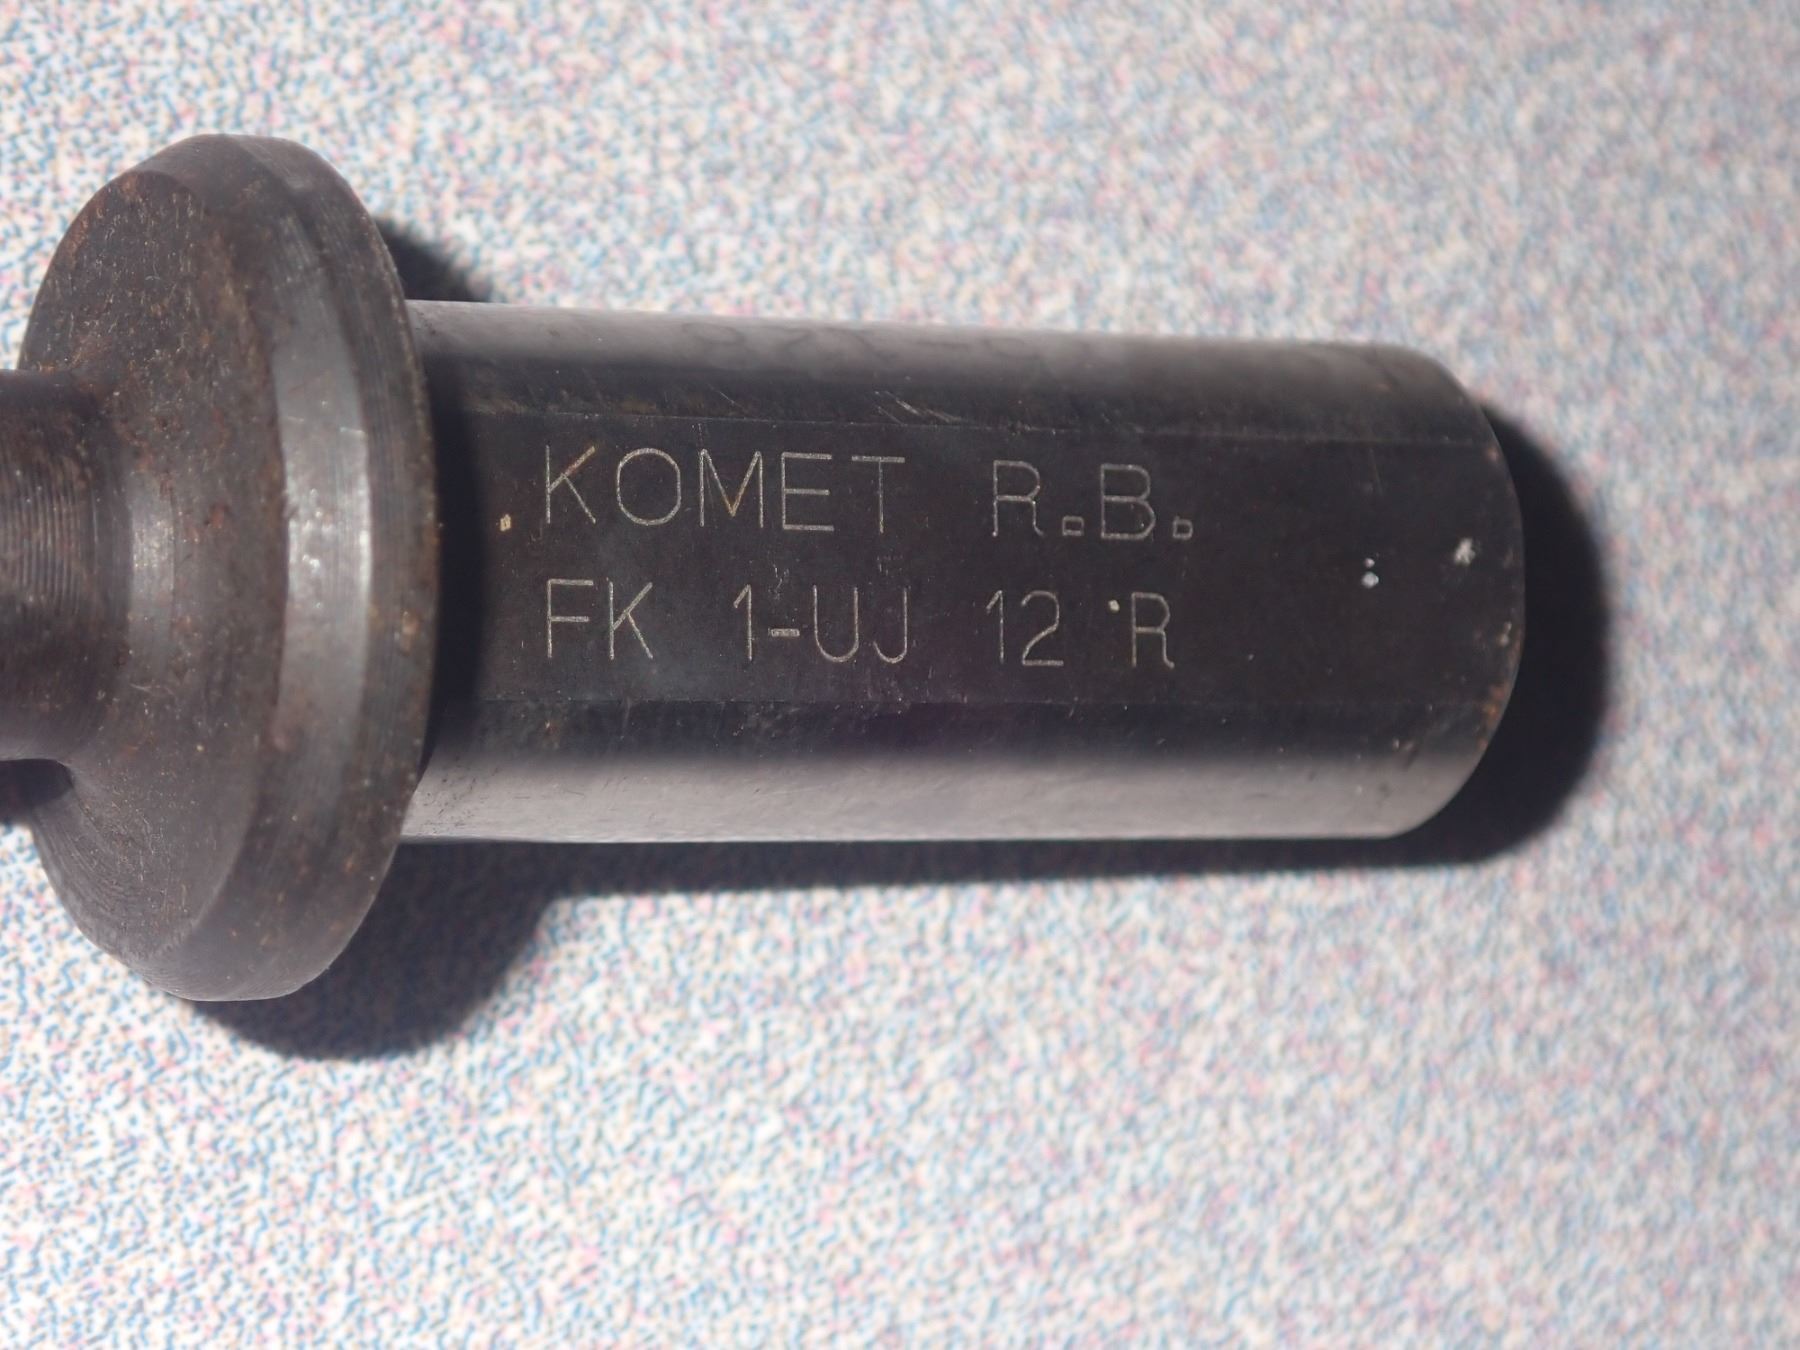 KOMET R.B.
FK 1-UJ 12 R